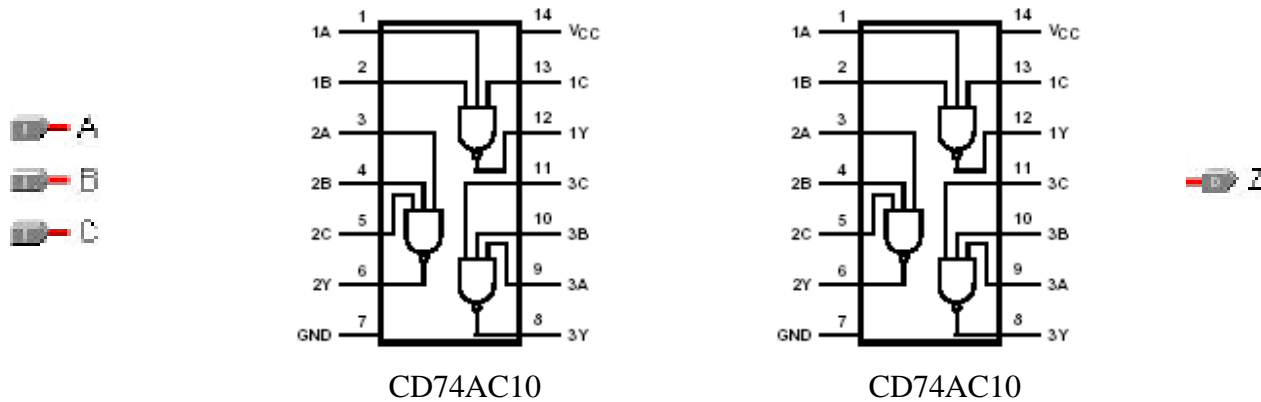 1 14 1 14
1A VCC 1A VCC
2 13 2 13
1B 1C 1B 1C
A
3 12 3 12
2A 1Y 2A 1Y
4 11 4 11
B 2B 3C 2B 3C Z
5 10 5 10
C 2C 3B 2C 3B
6 9 6 9
2Y 3A 2Y 3A
7 8 7 8
GND 3Y GND 3Y
CD74AC10 CD74AC10